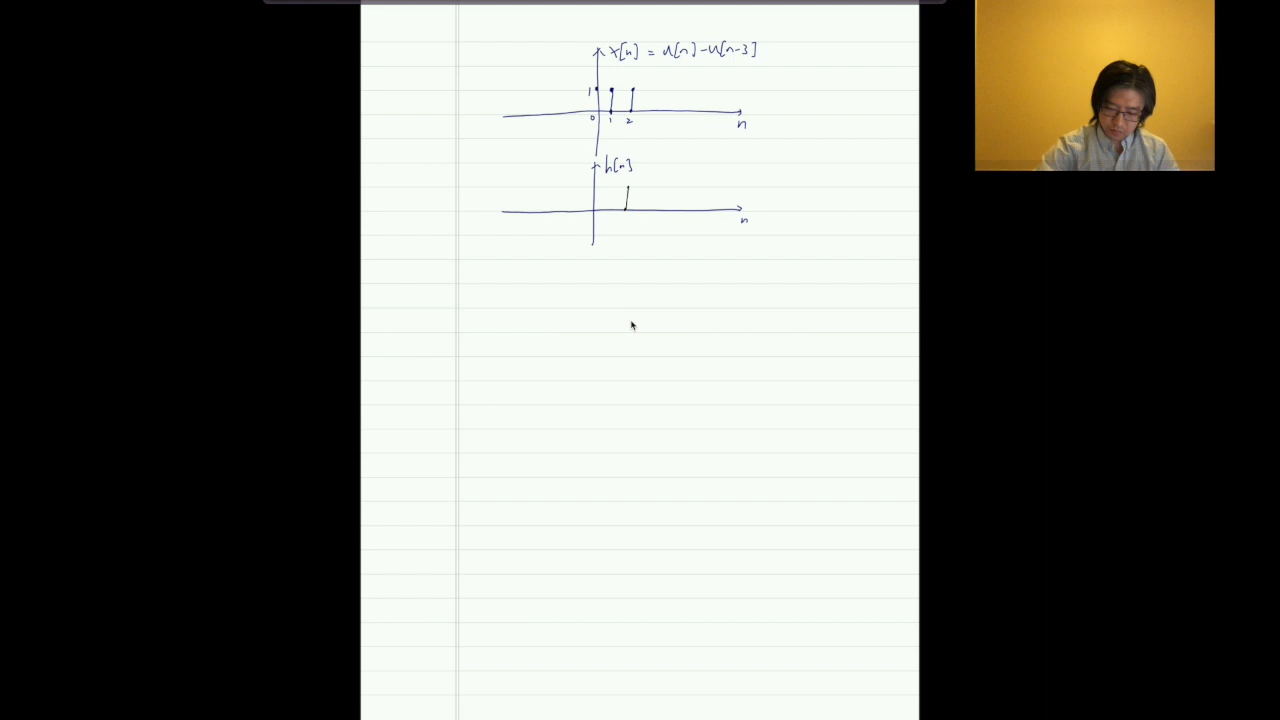 x[n] = u[n]-u[n-3]
1
0 1 2
n
h[n]
n